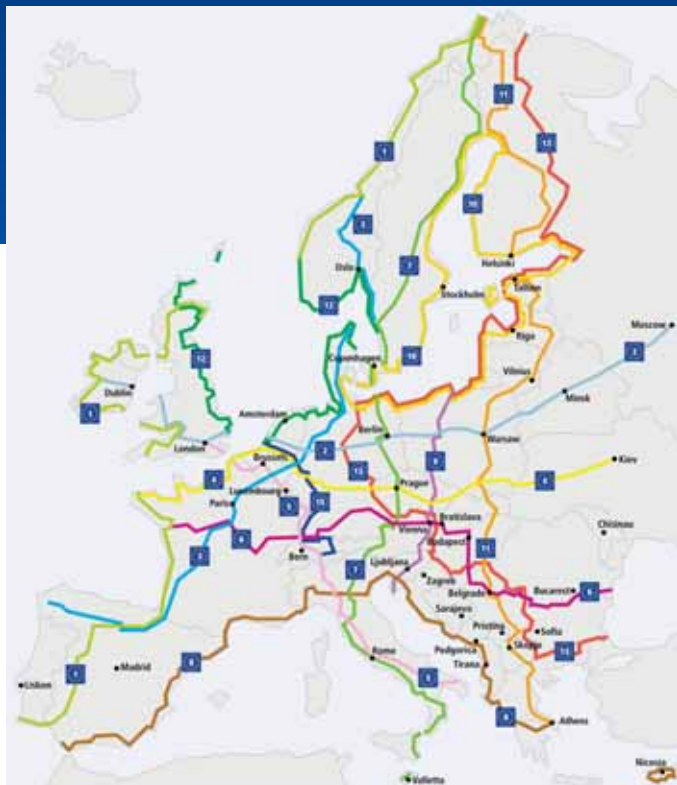 11
1
13
3
10
Oslo
7
Helsinki
Tallinn
12
Stockholm
Moscow
Riga
2
12
10
Copenhagen
Vilnius
Minsk
Dublin
1
Amsterdam
Berlin
London
2
Warsaw
Brussels
13
9
Kiev
4
Luxembourg
Prague
4
Paris
5
15
Bratislava
Chisinau
6
Vienna
Budapest
3
Bern
11
7
Ljubljana
Zagreb
Belgrade
Bucarest
6
Sarajevo
Pristina
Sofia
Podgorica
Skopje
1
Madrid
8
Rome
Tirana
13
Lisbon
5
8
Athens
Nicosia
Valletta